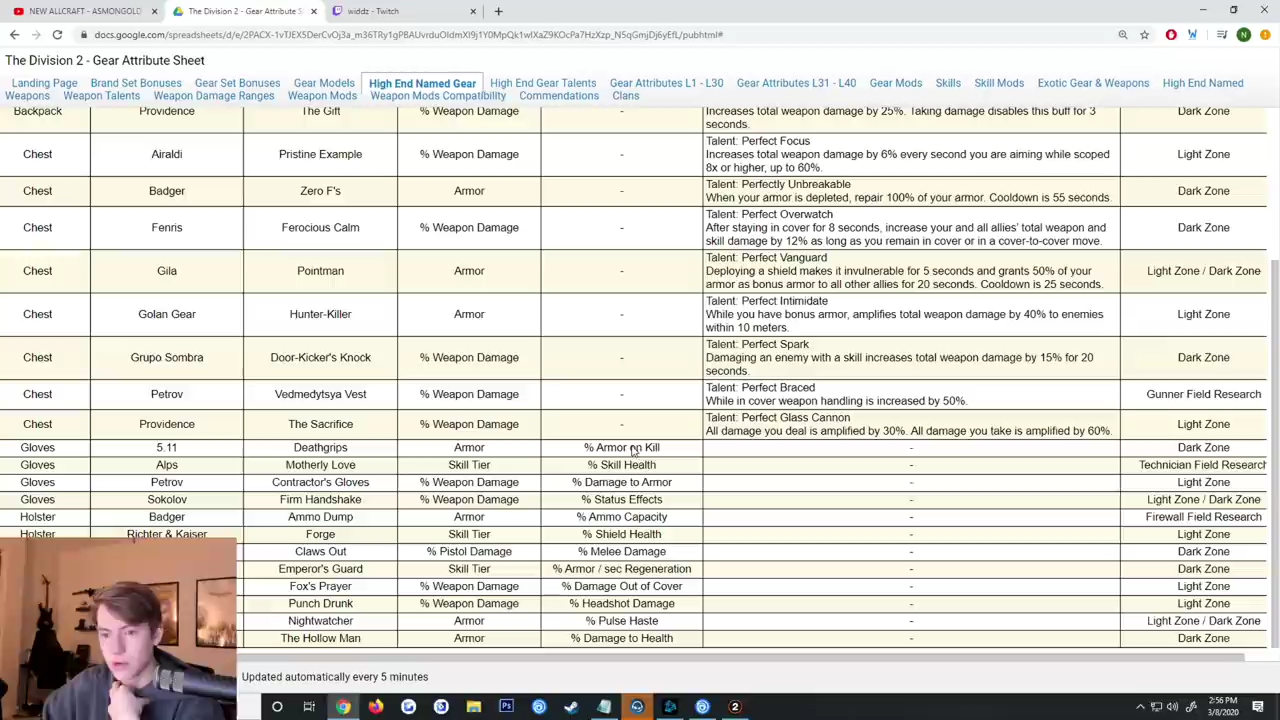 NEW ALLCRAFT - ASMONGOLD
The Division 2 - Gear Attribute S
widdz - Twitch
docs.google.com/spreadsheets/d/e/2PACX-1vTJEX5DerCvOj3a_m36TRy1gPBAUvrduOIdmXI9j1Y0MpQk1wIXaZ9KOcPa7HzXzp_N5qGmjDj6yEfL/pubhtml#
The Division 2 - Gear Attribute Sheet
Landing Page Brand Set Bonuses Gear Set Bonuses Gear Models High End Named Gear High End Gear Talents Gear Attributes L1 - L30 Gear Attributes L31 - L40 Gear Mods Skills Skill Mods Exotic Gear & Weapons High End Named
Weapons Weapon Talents Weapon Damage Ranges Weapon Mods Weapon Mods Compatibility Commendations Clans
Backpack Providence The Gift % Weapon Damage - Increases total weapon damage by 25%. Taking damage disables this buff for 3 Dark Zone
seconds.
Talent: Perfect Focus
Chest Airaldi Pristine Example % Weapon Damage - Increases total weapon damage by 6% every second you are aiming while scoped Light Zone
8x or higher, up to 60%.
Talent: Perfectly Unbreakable
Chest Badger Zero F's Armor - When your armor is depleted, repair 100% of your armor. Cooldown is 55 seconds. Dark Zone
Talent: Perfect Overwatch
Chest Fenris Ferocious Calm % Weapon Damage - After staying in cover for 8 seconds, increase your and all allies' total weapon and Dark Zone
skill damage by 12% as long as you remain in cover or in a cover-to-cover move.
Talent: Perfect Vanguard
Chest Gila Pointman Armor - Deploying a shield makes it invulnerable for 5 seconds and grants 50% of your Light Zone / Dark Zone
armor as bonus armor to all other allies for 20 seconds. Cooldown is 25 seconds.
Talent: Perfect Intimidate
Chest Golan Gear Hunter-Killer Armor - While you have bonus armor, amplifies total weapon damage by 40% to enemies Light Zone
within 10 meters.
Talent: Perfect Spark
Chest Grupo Sombra Door-Kicker's Knock % Weapon Damage - Damaging an enemy with a skill increases total weapon damage by 15% for 20 Dark Zone
seconds.
Talent: Perfect Braced
Chest Petrov Vedmedytsya Vest % Weapon Damage - While in cover weapon handling is increased by 50%. Gunner Field Research
Talent: Perfect Glass Cannon
Chest Providence The Sacrifice % Weapon Damage - All damage you deal is amplified by 30%. All damage you take is amplified by 60%. Light Zone
Gloves 5.11 Deathgrips Armor % Armor on Kill - Dark Zone
Gloves Alps Motherly Love Skill Tier % Skill Health - Technician Field Research
Gloves Petrov Contractor's Gloves % Weapon Damage % Damage to Armor - Light Zone
Gloves Sokolov Firm Handshake % Weapon Damage % Status Effects - Light Zone / Dark Zone
Holster Badger Ammo Dump Armor % Ammo Capacity - Firewall Field Research
Holster Richter & Kaiser Forge Skill Tier % Shield Health - Light Zone
Claws Out % Pistol Damage % Melee Damage - Dark Zone
Emperor's Guard Skill Tier % Armor / sec Regeneration - Dark Zone
Fox's Prayer % Weapon Damage % Damage Out of Cover - Light Zone
Punch Drunk % Weapon Damage % Headshot Damage - Light Zone
Nightwatcher Armor % Pulse Haste - Light Zone / Dark Zone
The Hollow Man Armor % Damage to Health - Dark Zone
Updated automatically every 5 minutes
2:56 PM
3/8/2020